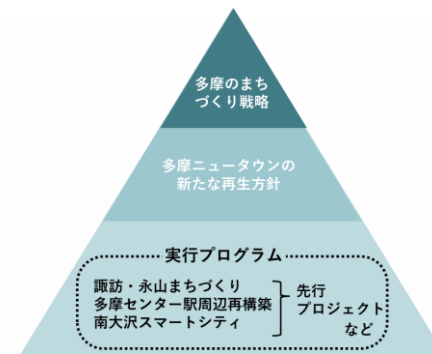 多摩のまち
づくり戦略
多摩ニュータウンの
新たな再生方針
実行プログラム
諏訪・永山まちづくり
多摩センター駅周辺再構築
南大沢スマートシティ
先行
プロジェクト
など